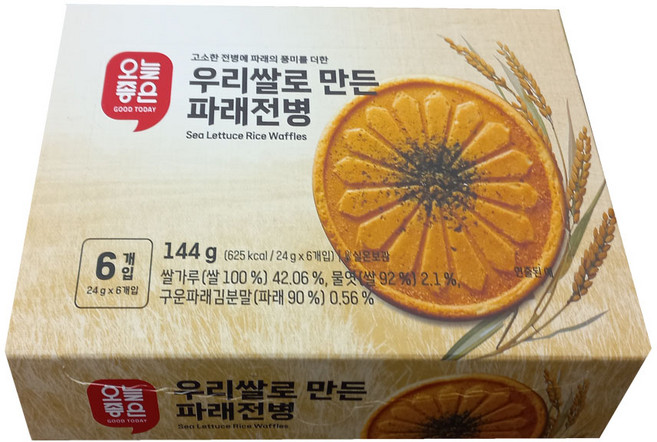 오늘
좋은
GOOD TODAY
고소한 전병에 파래의 풍미를 더한
우리쌀로 만든
파래전병
Sea Lettuce Rice Waffles
6개입
24 g x 6개입
144 g (625 kcal / 24 g x 6개입)
쌀가루(쌀 100 %) 42.06 %, 물엿(쌀 92 %) 2.1 %,
구운파래김분말(파래 90 %) 0.56 %
연출된
오늘
좋은
GOOD TODAY
우리쌀로 만든
파래전병
Sea Lettuce Rice Waffles